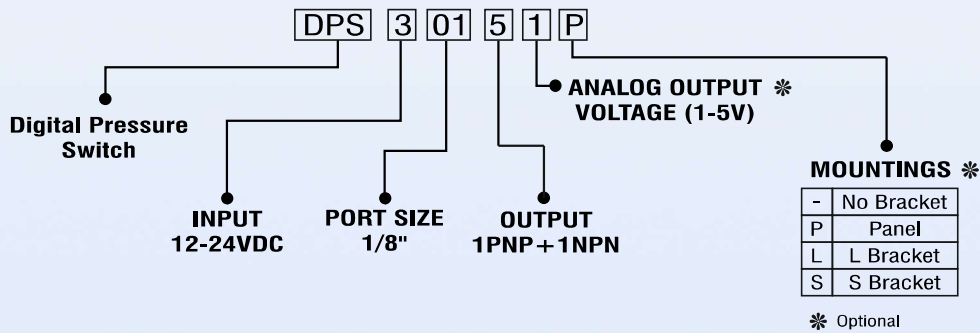 DPS 3 01 5 1 P
Digital Pressure
Switch
INPUT
12-24VDC
PORT SIZE
1/8"
OUTPUT
1PNP+1NPN
ANALOG OUTPUT ❋
VOLTAGE (1-5V)
MOUNTINGS ❋
- No Bracket
P Panel
L L Bracket
S S Bracket
❋ Optional